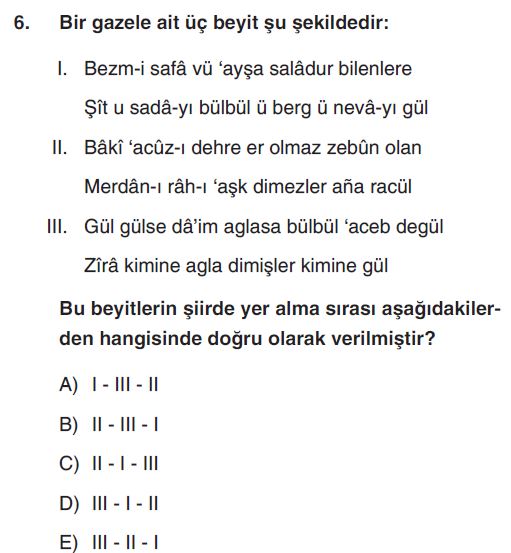 6. Bir gazele ait üç beyit şu şekildedir:
I. Bezm-i safâ vü ‘ayşa salâdur bilenlere
Şît u sadâ-yı bülbül ü berg ü nevâ-yı gül
II. Bâkî ‘acûz-ı dehre er olmaz zebûn olan
Merdân-ı râh-ı ‘aşk dimezler aña racül
III. Gül gülse dâ’im aglasa bülbül ‘aceb degül
Zîrâ kimine agla dimişler kimine gül
Bu beyitlerin şiirde yer alma sırası aşağıdakiler-
den hangisinde doğru olarak verilmiştir?
A) I - III - II
B) II - III - I
C) II - I - III
D) III - I - II
E) III - II - I